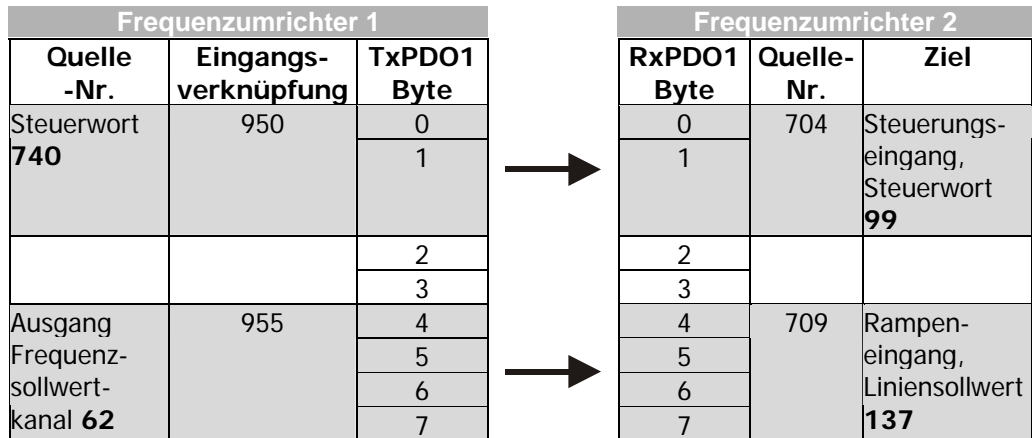 Frequenzumrichter 1
Quelle
-Nr.
Eingangs-
verknüpfung
TxPDO1
Byte
Steuerwort
740
950
0
1
2
3
Ausgang
Frequenz-
sollwert-
kanal 62
955
4
5
6
7
Frequenzumrichter 2
RxPDO1
Byte
Quelle-
Nr.
Ziel
0
1
704
Steuerungs-
eingang,
Steuerwort
99
2
3
4
5
6
7
709
Rampen-
eingang,
Liniensollwert
137